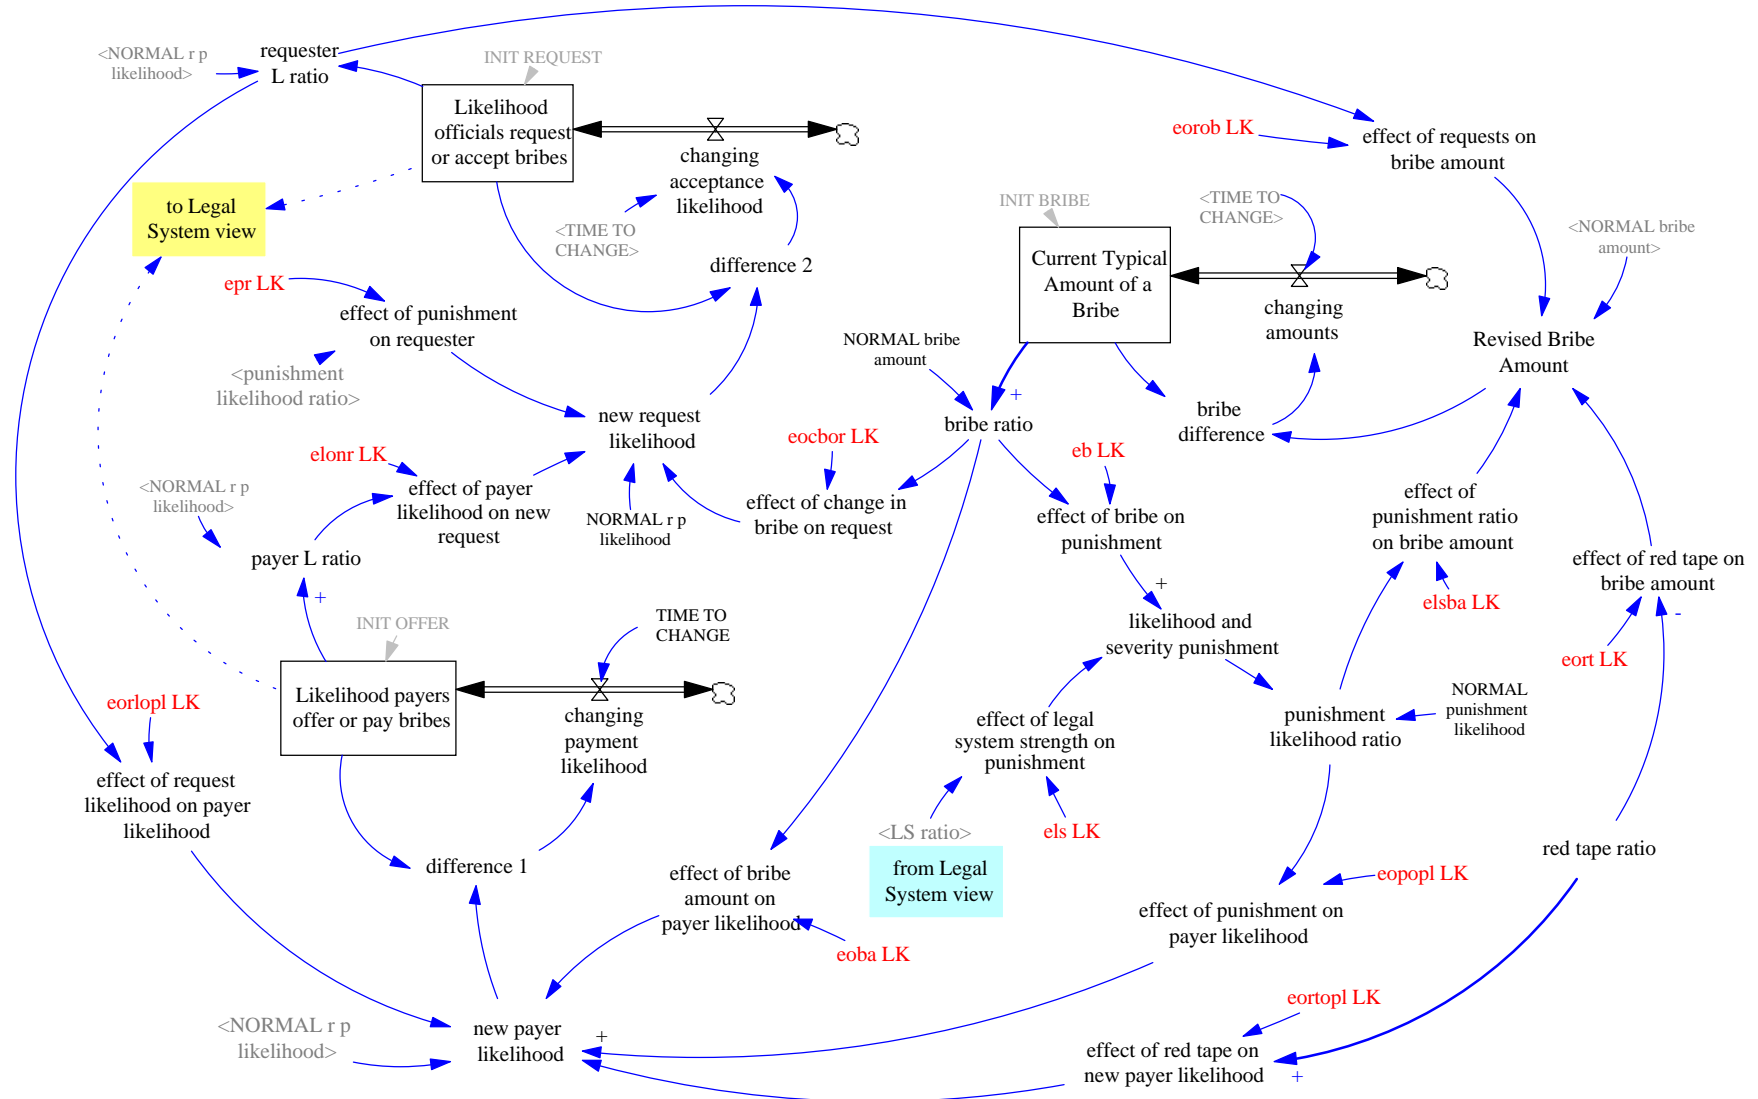 <NORMAL r p
likelihood>
requester
L ratio
INIT REQUEST
Likelihood
officials request
or accept bribes
changing
acceptance
likelihood
<TIME TO
CHANGE>
difference 2
to Legal
System view
epr LK
effect of punishment
on requester
<punishment
likelihood ratio>
new request
likelihood
elonr LK
effect of payer
likelihood on new
request
NORMAL r p
likelihood
<NORMAL r p
likelihood>
payer L ratio
+
INIT OFFER
Likelihood payers
offer or pay bribes
TIME TO
CHANGE
changing
payment
likelihood
eorlopl LK
effect of request
likelihood on payer
likelihood
difference 1
<NORMAL r p
likelihood>
new payer
likelihood
+
eorob LK
effect of requests on
bribe amount
INIT BRIBE
Current Typical
Amount of a
Bribe
<TIME TO
CHANGE>
changing
amounts
<NORMAL bribe
amount>
Revised Bribe
Amount
NORMAL bribe
amount
+
bribe ratio
bribe
difference
eocbor LK
effect of change in
bribe on request
eb LK
effect of bribe on
punishment
+
likelihood and
severity punishment
effect of
punishment ratio
on bribe amount
elsba LK
effect of red tape on
bribe amount
-
eort LK
effect of legal
system strength on
punishment
<LS ratio>
els LK
from Legal
System view
punishment
likelihood ratio
NORMAL
punishment
likelihood
red tape ratio
effect of bribe
amount on
payer likelihood
eoba LK
eopopl LK
effect of punishment on
payer likelihood
eortopl LK
effect of red tape on
new payer likelihood
+